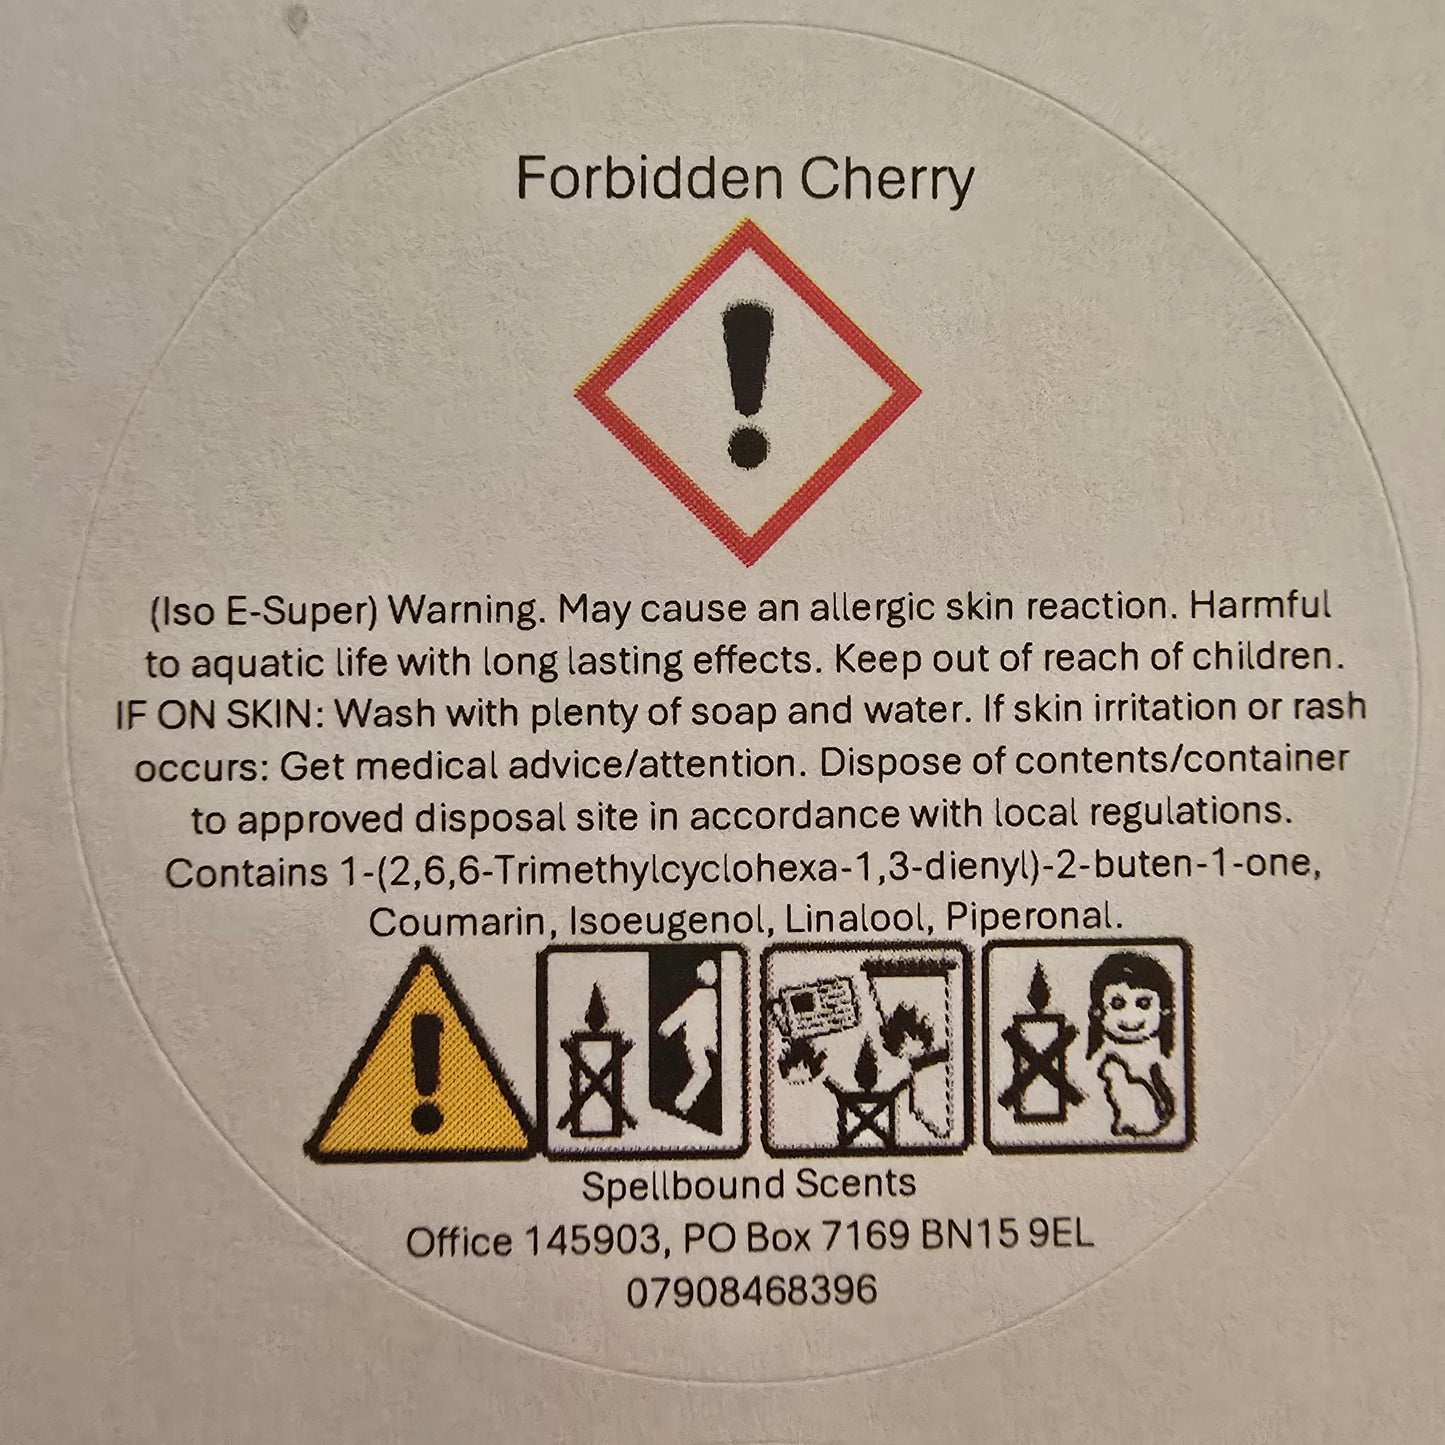 Forbidden Cherry
(Iso E-Super) Warning. May cause an allergic skin reaction. Harmful
to aquatic life with long lasting effects. Keep out of reach of children.
IF ON SKIN: Wash with plenty of soap and water. If skin irritation or rash
occurs: Get medical advice/attention. Dispose of contents/container
to approved disposal site in accordance with local regulations.
Contains 1-(2,6,6-Trimethylcyclohexa-1,3-dienyl)-2-buten-1-one,
Coumarin, Isoeugenol, Linalool, Piperonal.
Spellbound Scents
Office 145903, PO Box 7169 BN15 9EL
07908468396